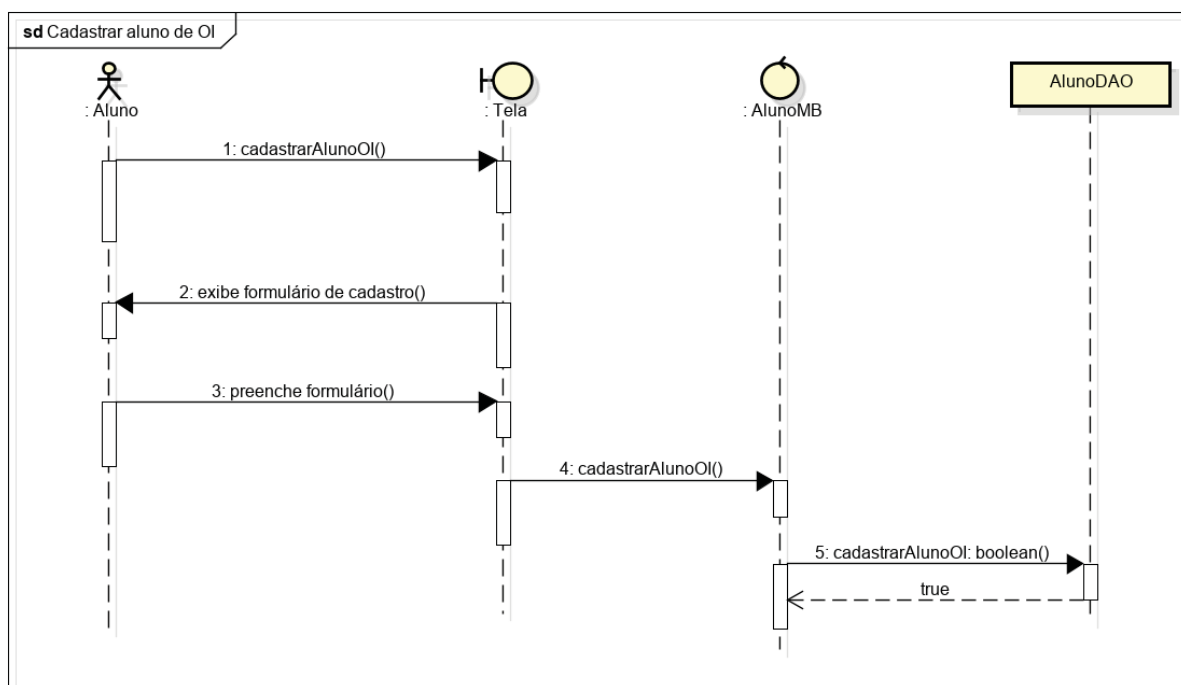 sd Cadastrar aluno de OI
: Aluno
: Tela
: AlunoMB
AlunoDAO
1: cadastrarAlunoOI()
2: exibe formulário de cadastro()
3: preenche formulário()
4: cadastrarAlunoOI()
5: cadastrarAlunoOI: boolean()
true